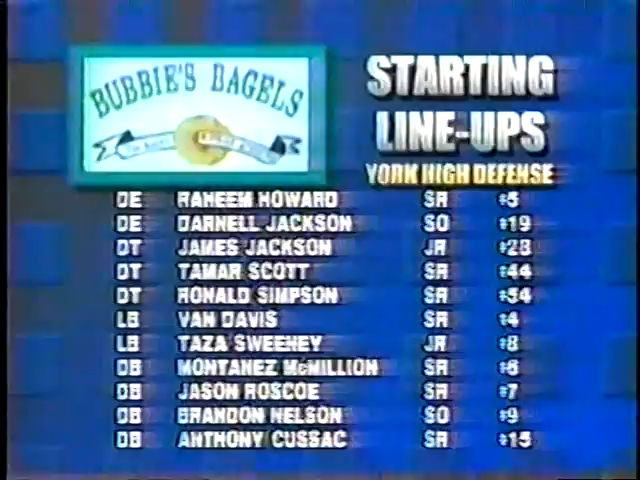 BUBBIE'S BAGELS
STARTING
LINE-UPS
YORK HIGH DEFENSE
DE RAHEEM HOWARD SR #5
DE DARNELL JACKSON SO #19
DT JAMES JACKSON JR #28
DT TAMAR SCOTT SR #44
DT RONALD SIMPSON SR #54
LB VAN DAVIS SR #4
LB TAZA SWEENEY JR #8
DB MONTANEZ McMILLION SR #6
DB JASON ROSCOE SR #7
DB BRANDON NELSON SO #9
DB ANTHONY CUSSAC SR #15